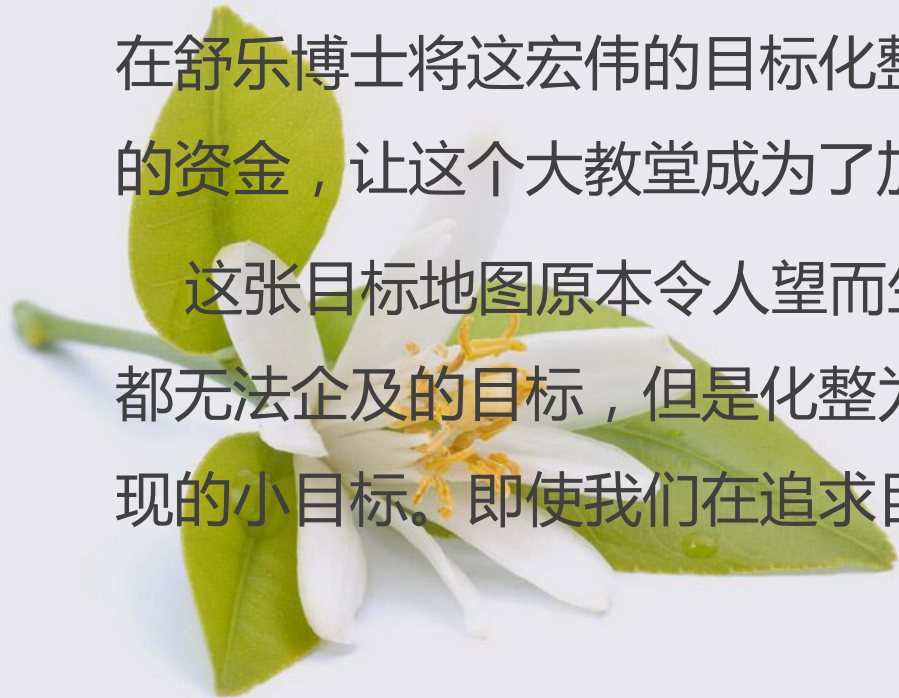 在舒乐博士将这宏伟的目标化整
的资金，让这个大教堂成为了
这张目标地图原本令人望而
都无法企及的目标，但是化整为
现的小目标。即使我们在追求目